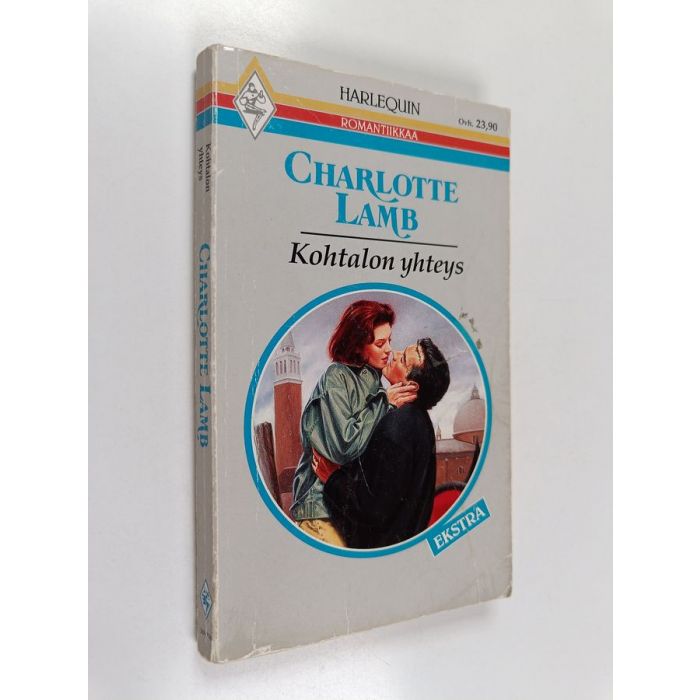 HARLEQUIN
Ovh. 23,90
ROMANTIIKKAA
CHARLOTTE
LAMB
Kohtalon yhteys
EKSTRA
Kohtalon
yhteys
CHARLOTTE LAMB